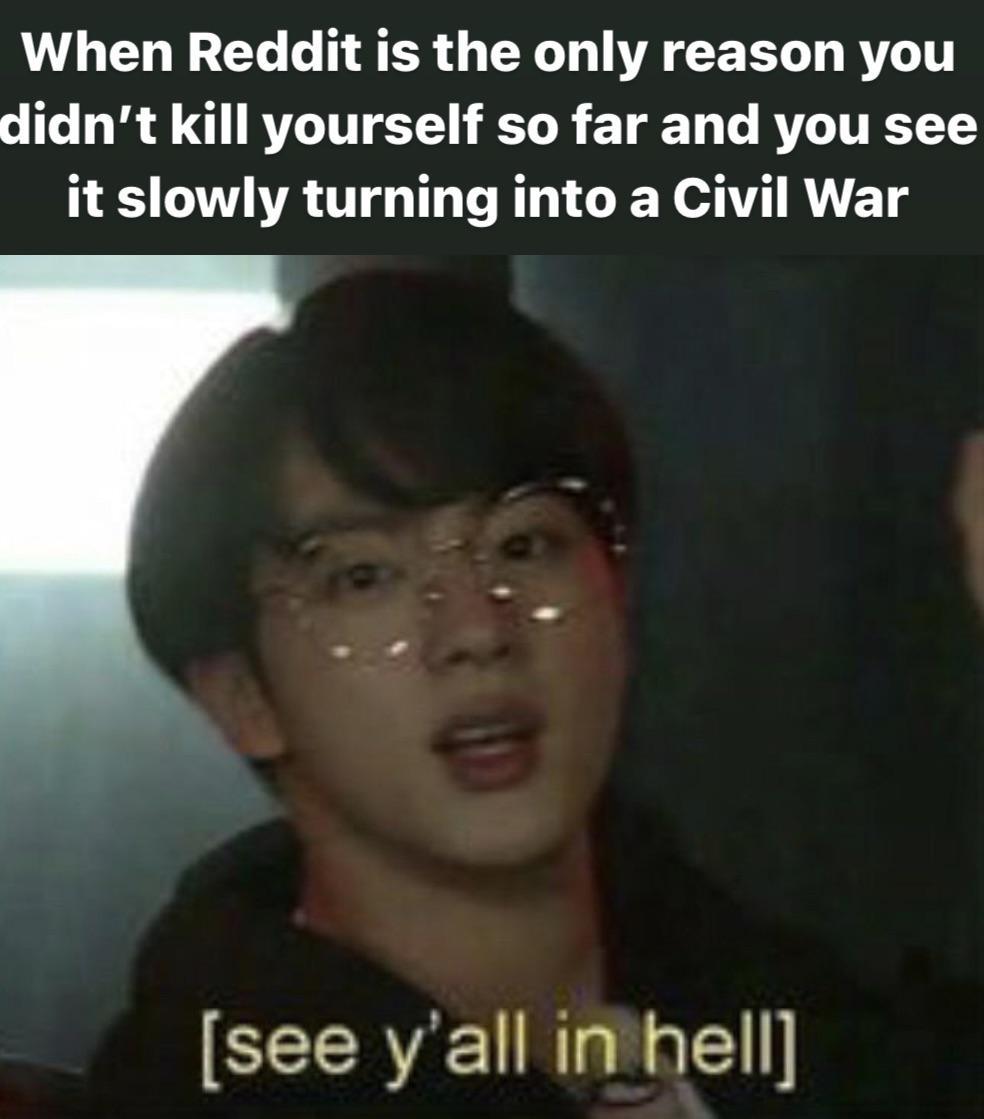 When Reddit is the only reason you
didn't kill yourself so far and you see
it slowly turning into a Civil War
[see y'all in hell]